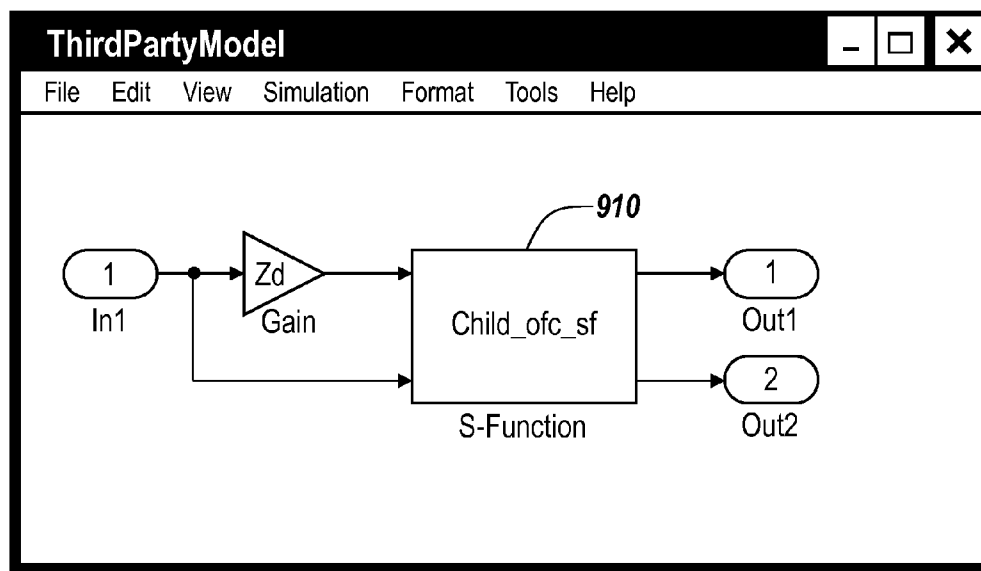 ThirdPartyModel
File Edit View Simulation Format Tools Help
910
1
Zd
Child_ofc_sf
1
In1
Gain
Out1
2
S-Function
Out2